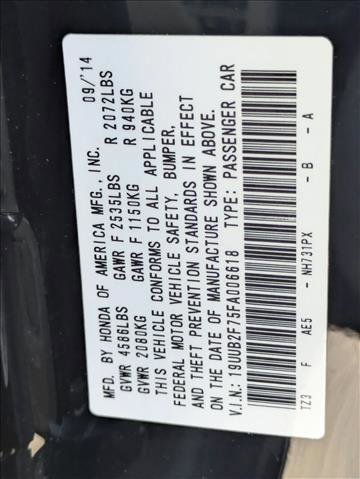 MFD. BY HONDA OF AMERICA MFG., INC. 09/'14
GVWR 4586LBS GAWR F 2535LBS R 2072LBS
GVWR 2080KG GAWR F 1150KG R 940KG
THIS VEHICLE CONFORMS TO ALL APPLICABLE
FEDERAL MOTOR VEHICLE SAFETY, BUMPER,
AND THEFT PREVENTION STANDARDS IN EFFECT
ON THE DATE OF MANUFACTURE SHOWN ABOVE.
V.I.N.: 19UUB2F75FA006618 TYPE: PASSENGER CAR
TZ3 F AE5 - NH731PX - B - A